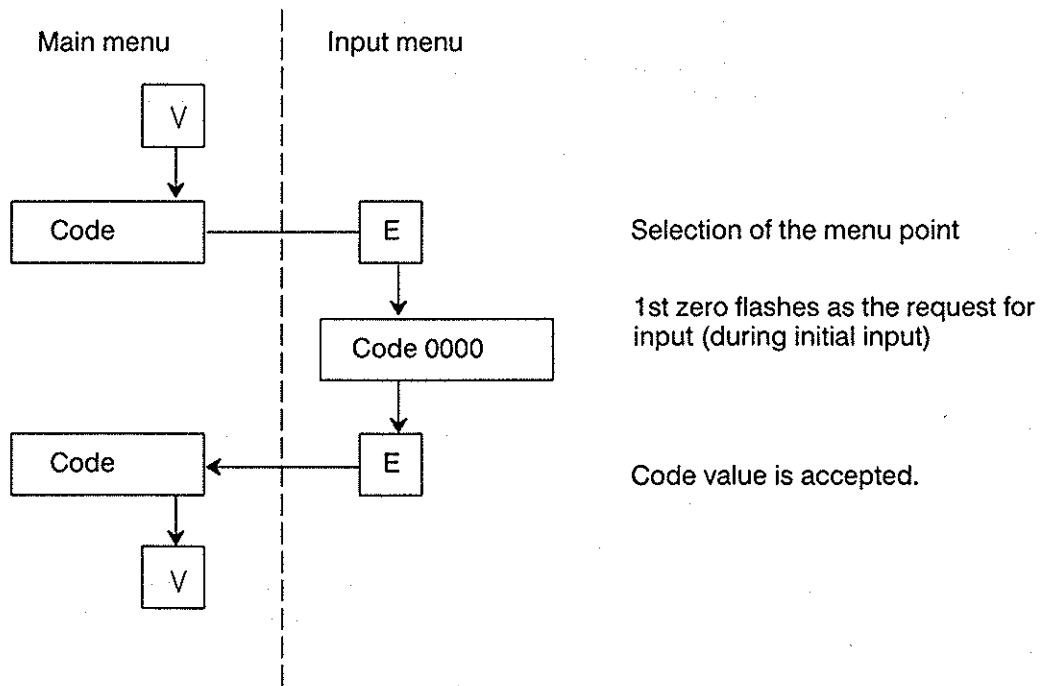 Main menu
Input menu
V
Code
E
Selection of the menu point
1st zero flashes as the request for
input (during initial input)
Code 0000
Code
E
Code value is accepted.
V